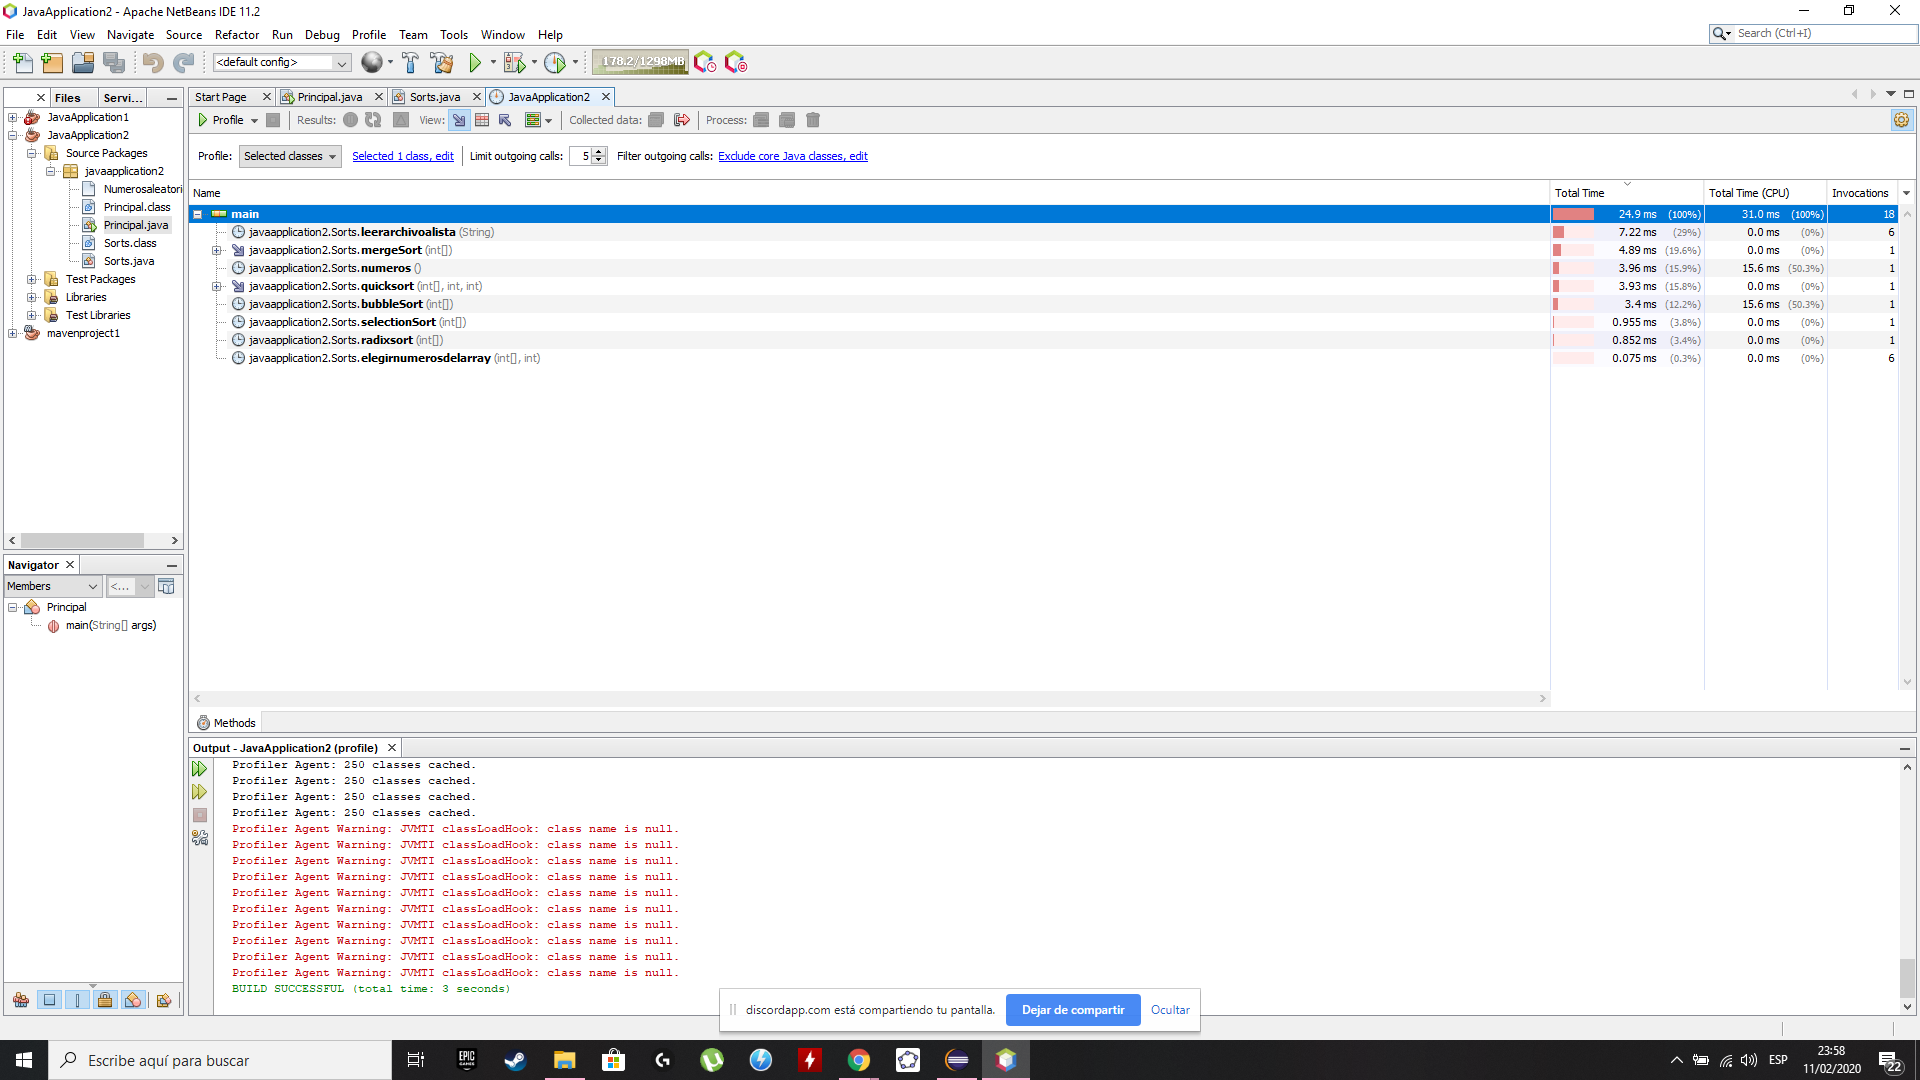 JavaApplication2 - Apache NetBeans IDE 11.2
File Edit View Navigate Source Refactor Run Debug Profile Team Tools Window Help
Search (Ctrl+I)
<default config>
178.2/1298MB
Files Servi...
Start Page Principal.java Sorts.java JavaApplication2
JavaApplication1
JavaApplication2
Source Packages
javaapplication2
Numerosaleatori
Principal.class
Principal.java
Sorts.class
Sorts.java
Test Packages
Libraries
Test Libraries
mavenproject1
Profile Results: View: Collected data: Process:
Profile: Selected classes Selected 1 class, edit Limit outgoing calls: 5 Filter outgoing calls: Exclude core Java classes, edit
Name Total Time Total Time (CPU) Invocations
main 24.9 ms (100%) 31.0 ms (100%) 18
javaapplication2.Sorts.leerarchivoalista (String) 7.22 ms (29%) 0.0 ms (0%) 6
javaapplication2.Sorts.mergeSort (int[]) 4.89 ms (19.6%) 0.0 ms (0%) 1
javaapplication2.Sorts.numeros () 3.96 ms (15.9%) 15.6 ms (50.3%) 1
javaapplication2.Sorts.quicksort (int[], int, int) 3.93 ms (15.8%) 0.0 ms (0%) 1
javaapplication2.Sorts.bubbleSort (int[]) 3.4 ms (12.2%) 15.6 ms (50.3%) 1
javaapplication2.Sorts.selectionSort (int[]) 0.955 ms (3.8%) 0.0 ms (0%) 1
javaapplication2.Sorts.radixsort (int[]) 0.852 ms (3.4%) 0.0 ms (0%) 1
javaapplication2.Sorts.elegirnumerosdelarray (int[], int) 0.075 ms (0.3%) 0.0 ms (0%) 6
Methods
Navigator
Members <...
Principal
main(String[] args)
Output - JavaApplication2 (profile)
Profiler Agent: 250 classes cached.
Profiler Agent: 250 classes cached.
Profiler Agent: 250 classes cached.
Profiler Agent: 250 classes cached.
Profiler Agent Warning: JVMTI classLoadHook: class name is null.
Profiler Agent Warning: JVMTI classLoadHook: class name is null.
Profiler Agent Warning: JVMTI classLoadHook: class name is null.
Profiler Agent Warning: JVMTI classLoadHook: class name is null.
Profiler Agent Warning: JVMTI classLoadHook: class name is null.
Profiler Agent Warning: JVMTI classLoadHook: class name is null.
Profiler Agent Warning: JVMTI classLoadHook: class name is null.
Profiler Agent Warning: JVMTI classLoadHook: class name is null.
Profiler Agent Warning: JVMTI classLoadHook: class name is null.
Profiler Agent Warning: JVMTI classLoadHook: class name is null.
BUILD SUCCESSFUL (total time: 3 seconds)
discordapp.com está compartiendo tu pantalla. Dejar de compartir Ocultar
Escribe aquí para buscar
EPIC GAMES
ESP
23:58
11/02/2020
22